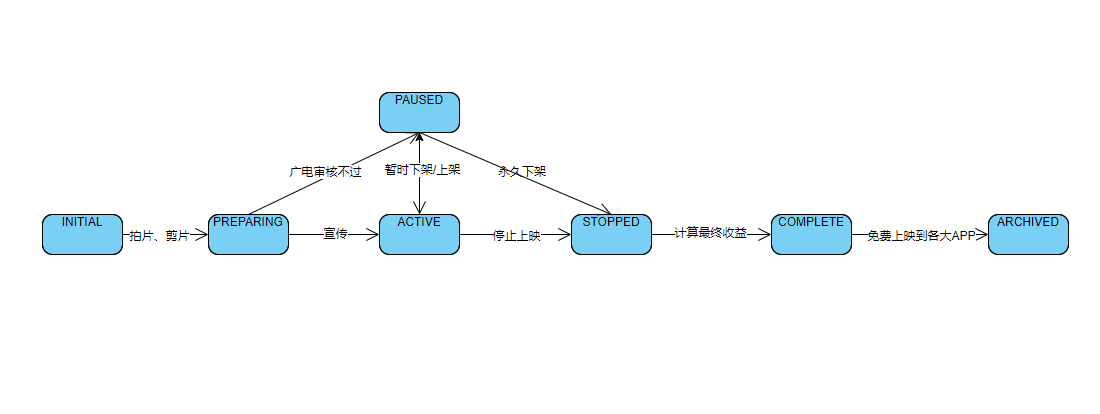 PAUSED
广电审核不过
暂时下架/上架
永久下架
INITIAL
拍片、剪片
PREPARING
宣传
ACTIVE
停止上映
STOPPED
计算最终收益
COMPLETE
免费上映到各大APP
ARCHIVED